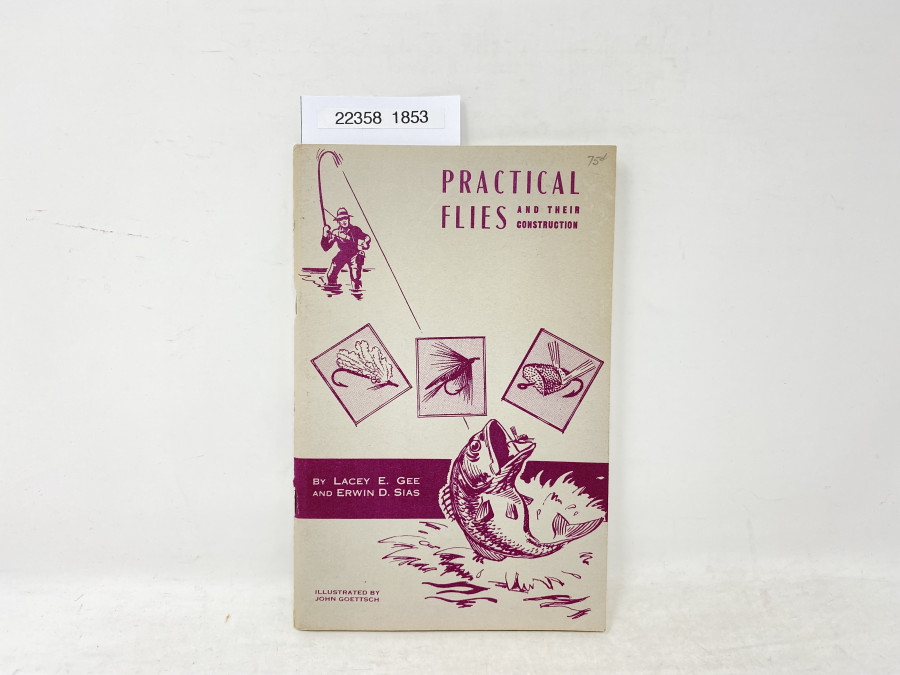 22358 1853
75¢
PRACTICAL
FLIES AND THEIR
CONSTRUCTION
BY LACEY E. GEE
AND ERWIN D. SIAS
ILLUSTRATED BY
JOHN GOETTSCH